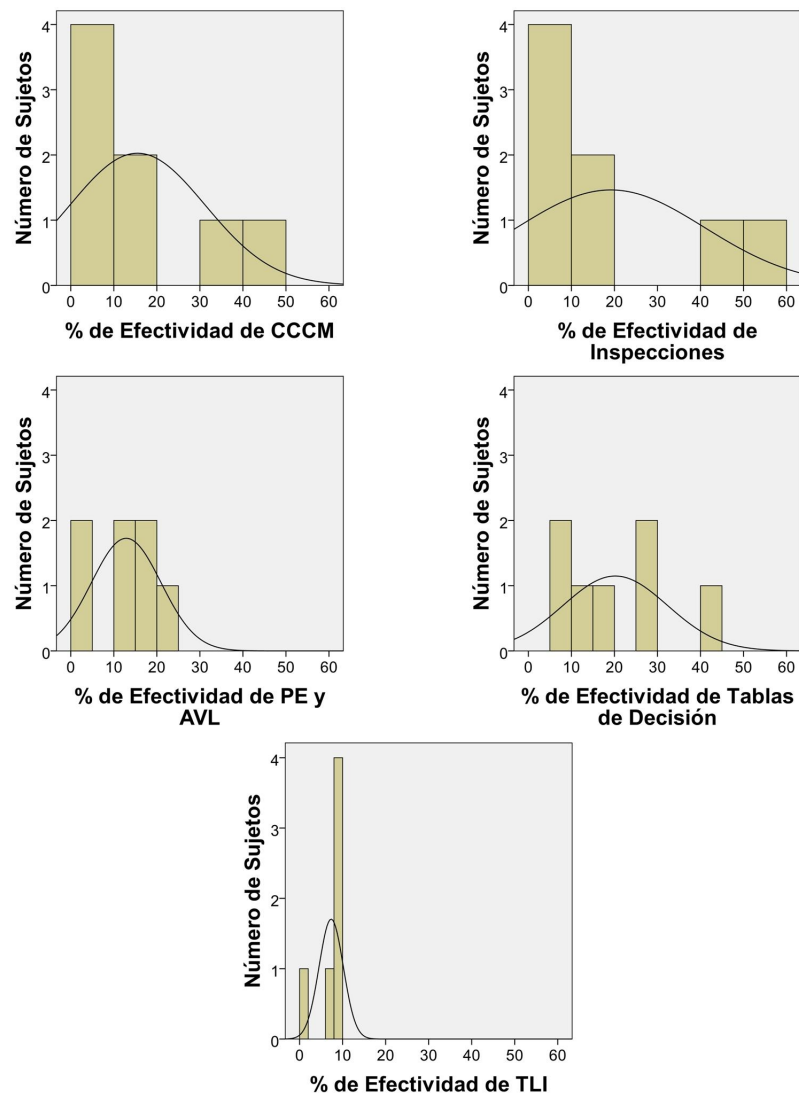 Número de Sujetos
4
3
2
1
0
0 10 20 30 40 50 60
% de Efectividad de CCCM
Número de Sujetos
4
3
2
1
0
0 10 20 30 40 50 60
% de Efectividad de
Inspecciones
Número de Sujetos
4
3
2
1
0
0 10 20 30 40 50 60
% de Efectividad de PE y
AVL
Número de Sujetos
4
3
2
1
0
0 10 20 30 40 50 60
% de Efectividad de Tablas
de Decisión
Número de Sujetos
4
3
2
1
0
0 10 20 30 40 50 60
% de Efectividad de TLI